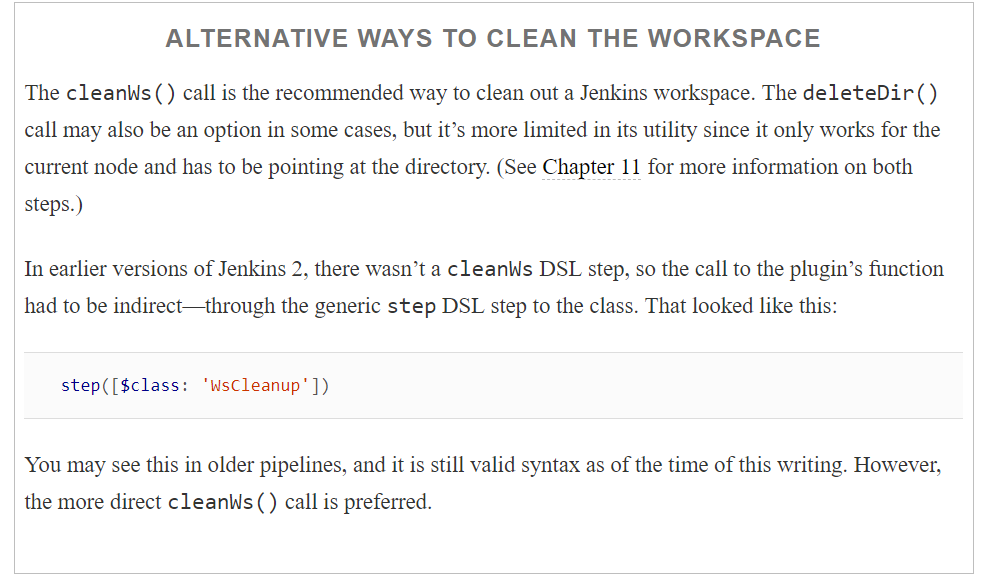 ALTERNATIVE WAYS TO CLEAN THE WORKSPACE
The cleanWs() call is the recommended way to clean out a Jenkins workspace. The deleteDir()
call may also be an option in some cases, but it’s more limited in its utility since it only works for the
current node and has to be pointing at the directory. (See Chapter 11 for more information on both
steps.)
In earlier versions of Jenkins 2, there wasn’t a cleanWs DSL step, so the call to the plugin’s function
had to be indirect—through the generic step DSL step to the class. That looked like this:
step([$class: 'WsCleanup'])
You may see this in older pipelines, and it is still valid syntax as of the time of this writing. However,
the more direct cleanWs() call is preferred.